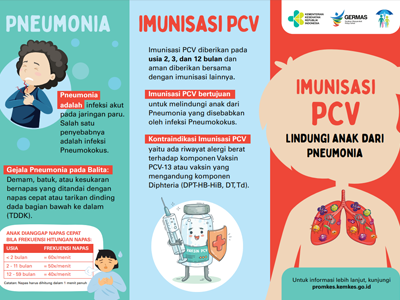 PNEUMONIA
Pneumonia
adalah infeksi akut
pada jaringan paru.
Salah satu
penyebabnya
adalah infeksi
Pneumokokus.
Gejala Pneumonia pada Balita:
Demam, batuk, atau kesukaran
bernapas yang ditandai dengan
napas cepat atau tarikan dinding
dada bagian bawah ke dalam
(TDDK).
ANAK DIANGGAP NAPAS CEPAT
BILA FREKUENSI HITUNGAN NAPAS:
USIA FREKUENSI NAPAS
< 2 bulan > 60x/menit
2 - 11 bulan > 50x/menit
12 - 59 bulan > 40x/menit
Catatan: Napas harus dihitung dalam 1 menit penuh
IMUNISASI PCV
Imunisasi PCV diberikan pada
usia 2, 3, dan 12 bulan dan
aman diberikan bersama
dengan imunisasi lainnya.
Imunisasi PCV bertujuan
untuk melindungi anak dari
Pneumonia yang disebabkan
oleh infeksi Pneumokokus.
Kontraindikasi Imunisasi PCV
yaitu ada riwayat alergi berat
terhadap komponen Vaksin
PCV-13 atau vaksin yang
mengandung komponen
Diphteria (DPT-HB-HiB, DT,Td).
VAKSIN PCV
KEMENTERIAN
KESEHATAN
REPUBLIK
INDONESIA
GERMAS
IMUNISASI
PCV
LINDUNGI ANAK DARI
PNEUMONIA
Untuk informasi lebih lanjut, kunjungi
promkes.kemkes.go.id